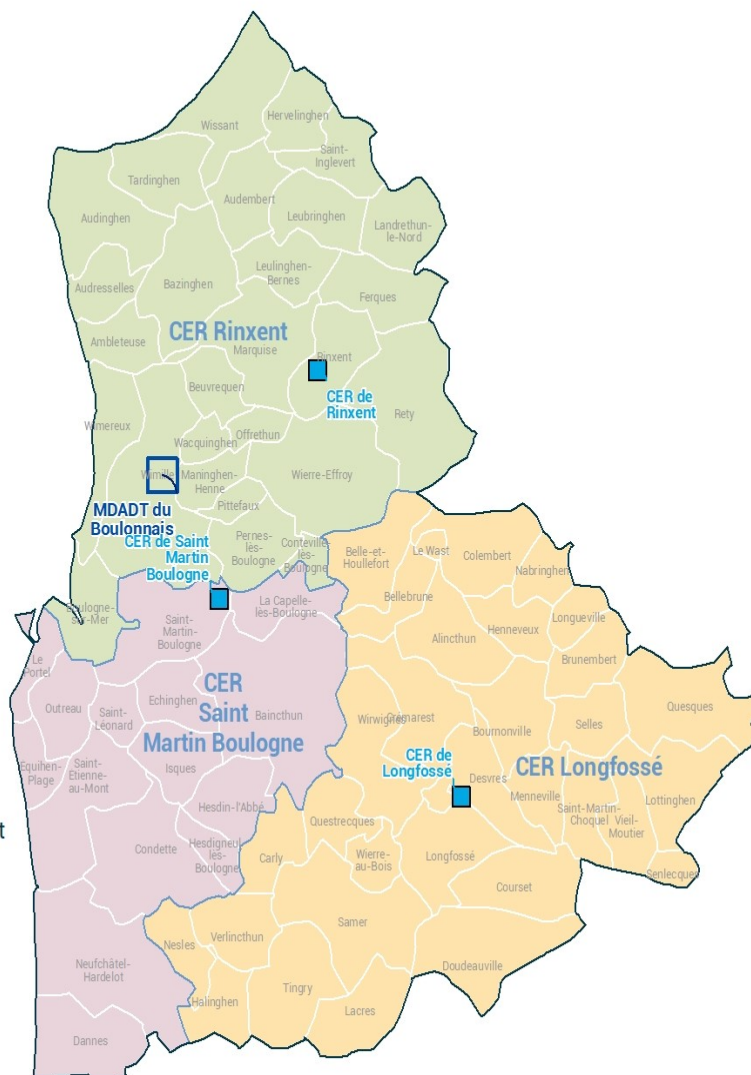 Hervelinghen
Wissant
Saint-
Inglevert
Tardinghen
Audembert
Leubringhen
Audinghen
Landrethun-
le-Nord
Leulinghen-
Bernes
Audresselles
Bazinghen
Ferques
CER Rinxent
Ambleteuse
Marquise
Rinxent
Beuvrequen
CER de
Rinxent
Rety
Wimereux
Offrethun
Wacquinghen
Wimille
Maninghen-
Henne
Wierre-Effroy
Pittefaux
MDADT du
Boulonnais
CER de Saint
Martin
Boulogne
Pernes-
lès-
Boulogne
Conteville-
lès-
Boulogne
Belle-et-
Houllefort
Le Wast
Colembert
Nabringhen
Bellebrune
Boulogne-
sur-Mer
La Capelle-
lès-Boulogne
Saint-
Martin-
Boulogne
Longueville
Henneveux
Alincthun
Brunembert
Le
Portel
CER
Saint
Martin Boulogne
Echinghen
Outreau
Saint-
Léonard
Baincthun
Wirwignes
Crémarest
Quesques
Selles
Bournonville
Equihen-
Plage
Saint-
Etienne-
au-Mont
Isques
CER de
Longfossé
Desvres
CER Longfossé
Menneville
Lottinghen
Saint-Martin-
Choquel
Vieil-
Moutier
Hesdin-l'Abbé
Questrecques
t
Condette
Hesdigneul-
lès-
Boulogne
Carly
Wierre-
au-Bois
Longfossé
Senlecques
Courset
Samer
Verlincthun
Nesles
Neufchâtel-
Hardelot
Doudeauville
Tingry
Halinghen
Lacres
Dannes